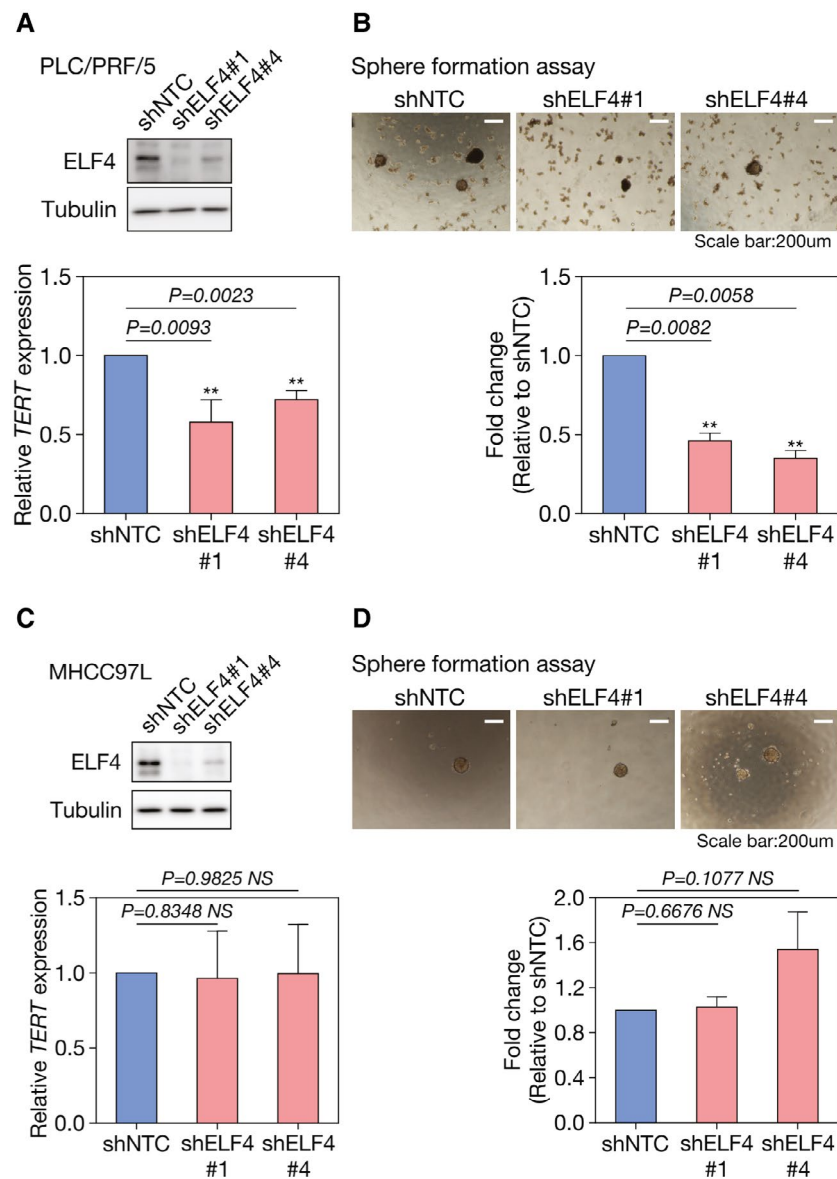 A
PLC/PRF/5
shNTC
shELF4#1
shELF4#4
ELF4
Tubulin
Relative TERT expression
1.5
1.0
0.5
0.0
P=0.0023
P=0.0093
**
**
shNTC
shELF4
#1
shELF4
#4
B
Sphere formation assay
shNTC
shELF4#1
shELF4#4
Scale bar:200um
Fold change
(Relative to shNTC)
1.5
1.0
0.5
0.0
P=0.0058
P=0.0082
**
**
shNTC
shELF4
#1
shELF4
#4
C
MHCC97L
shNTC
shELF4#1
shELF4#4
ELF4
Tubulin
Relative TERT expression
1.5
1.0
0.5
0.0
P=0.9825 NS
P=0.8348 NS
shNTC
shELF4
#1
shELF4
#4
D
Sphere formation assay
shNTC
shELF4#1
shELF4#4
Scale bar:200um
Fold change
(Relative to shNTC)
2.0
1.6
1.2
0.8
0.4
0.0
P=0.1077 NS
P=0.6676 NS
shNTC
shELF4
#1
shELF4
#4